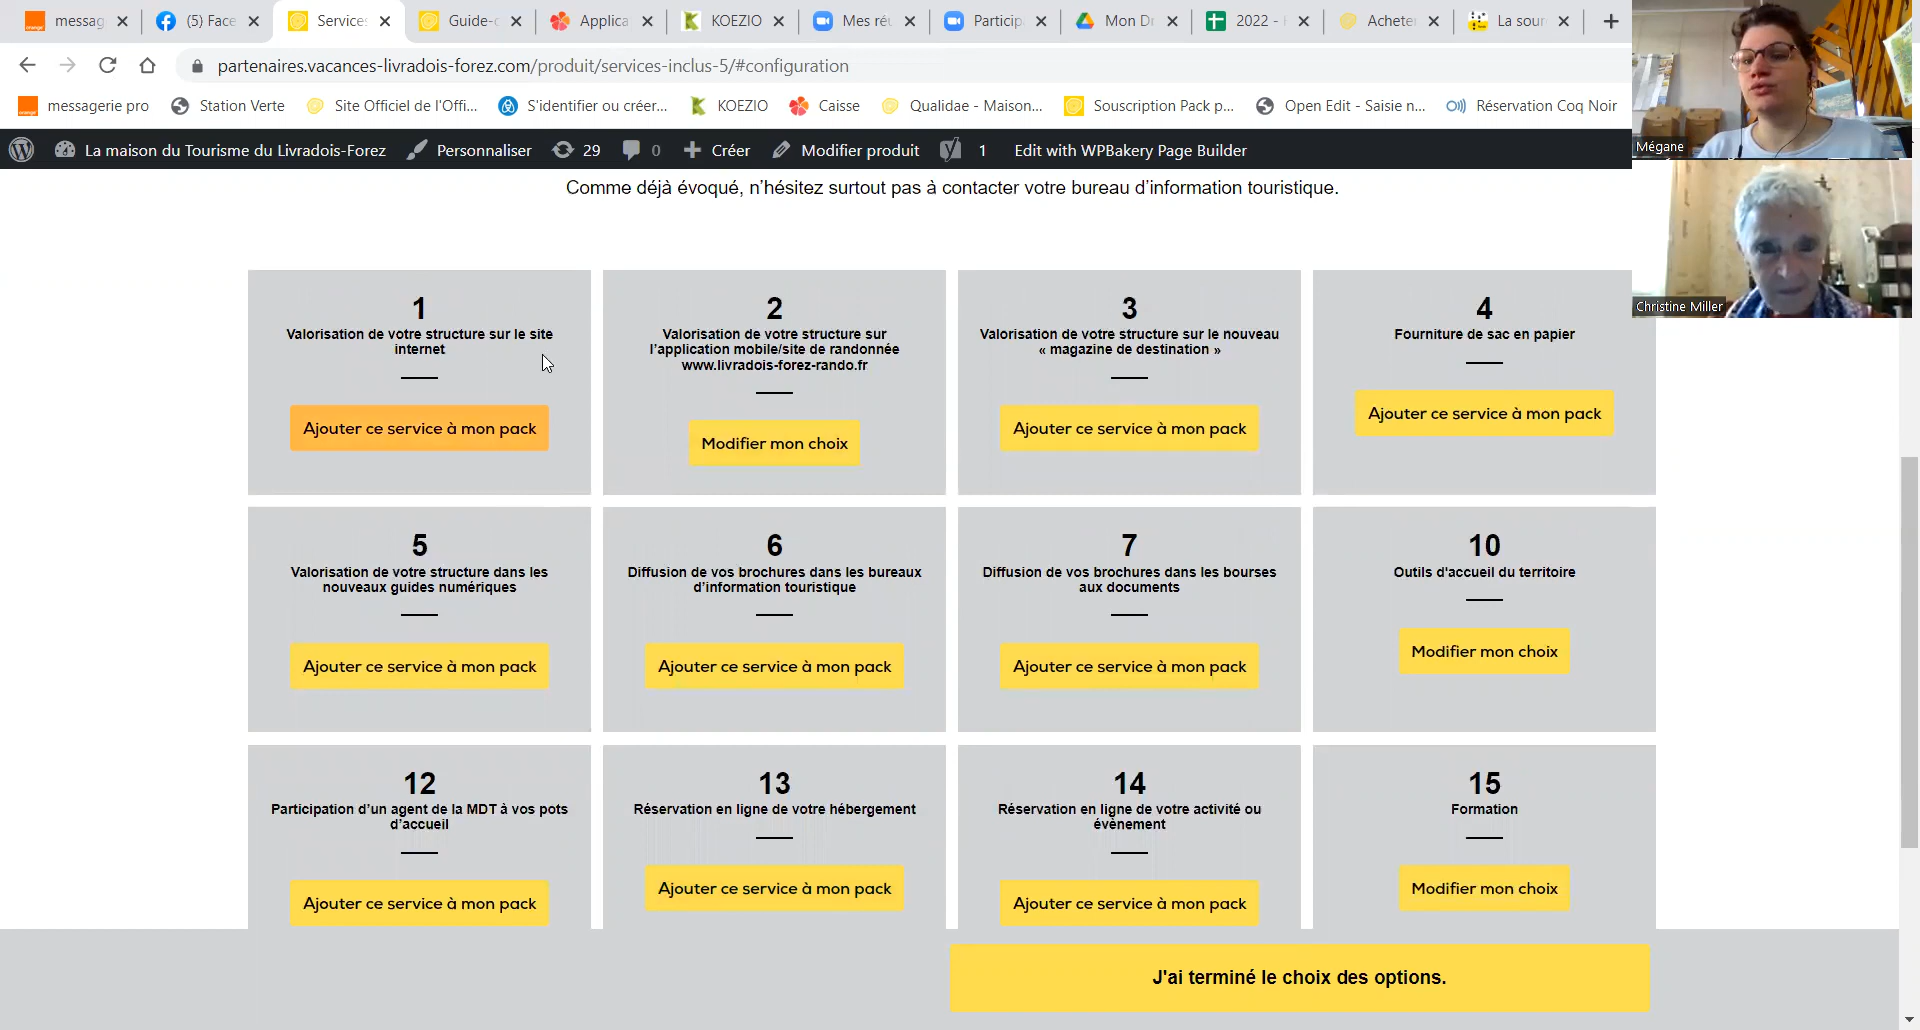 messag
(5) Face
Services
Guide-c
Applica
KOEZIO
Mes réu
Particip
Mon D
2022 -
Acheter
La sour
partenaires.vacances-livradois-forez.com/produit/services-inclus-5/#configuration
messagerie pro
Station Verte
Site Officiel de l'Offi...
S'identifier ou créer...
KOEZIO
Caisse
Qualidae - Maison...
Souscription Pack p...
Open Edit - Saisie n...
Réservation Coq Noir
Mégane
La maison du Tourisme du Livradois-Forez
Personnaliser
29
0
Créer
Modifier produit
1
Edit with WPBakery Page Builder
Comme déjà évoqué, n'hésitez surtout pas à contacter votre bureau d'information touristique.
Christine Miller
1
Valorisation de votre structure sur le site
internet
Ajouter ce service à mon pack
2
Valorisation de votre structure sur
l'application mobile/site de randonnée
www.livradois-forez-rando.fr
Modifier mon choix
3
Valorisation de votre structure sur le nouveau
« magazine de destination »
Ajouter ce service à mon pack
4
Fourniture de sac en papier
Ajouter ce service à mon pack
5
Valorisation de votre structure dans les
nouveaux guides numériques
Ajouter ce service à mon pack
6
Diffusion de vos brochures dans les bureaux
d'information touristique
Ajouter ce service à mon pack
7
Diffusion de vos brochures dans les bourses
aux documents
Ajouter ce service à mon pack
10
Outils d'accueil du territoire
Modifier mon choix
12
Participation d'un agent de la MDT à vos pots
d'accueil
Ajouter ce service à mon pack
13
Réservation en ligne de votre hébergement
Ajouter ce service à mon pack
14
Réservation en ligne de votre activité ou
évènement
Ajouter ce service à mon pack
15
Formation
Modifier mon choix
J'ai terminé le choix des options.